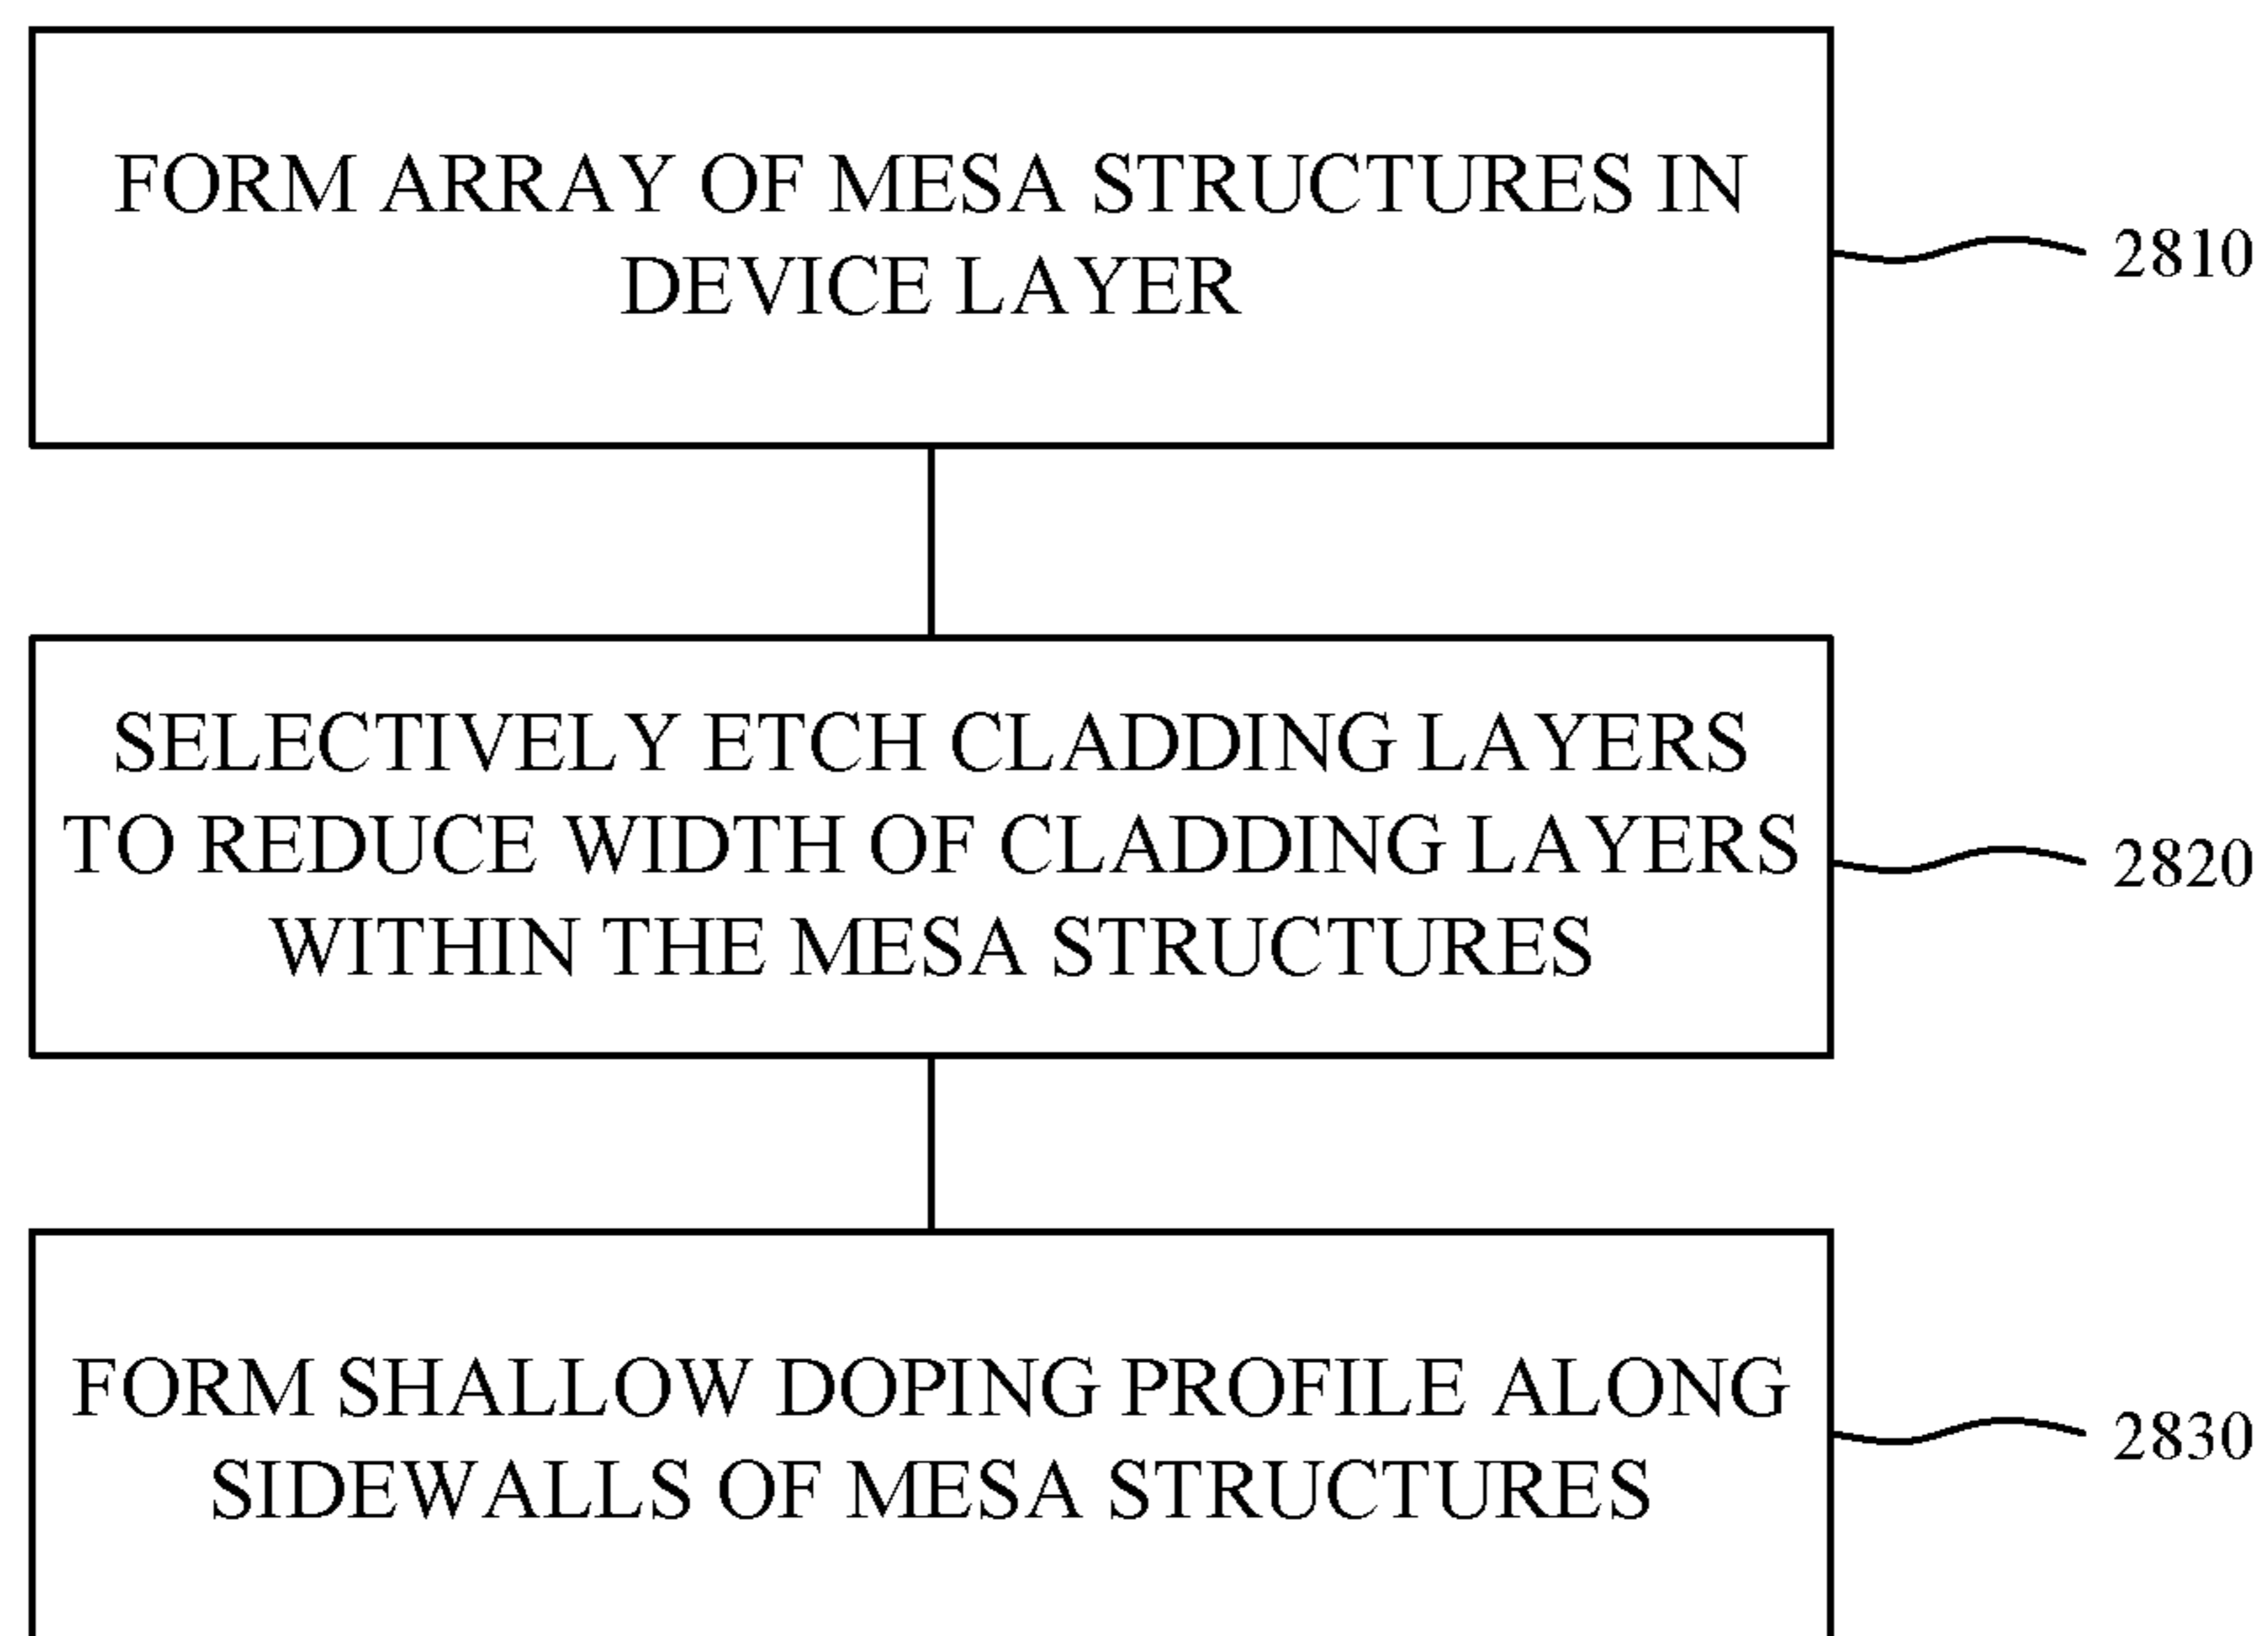 FORM ARRAY OF MESA STRUCTURES IN
DEVICE LAYER
2810
SELECTIVELY ETCH CLADDING LAYERS
TO REDUCE WIDTH OF CLADDING LAYERS
WITHIN THE MESA STRUCTURES
2820
FORM SHALLOW DOPING PROFILE ALONG
SIDEWALLS OF MESA STRUCTURES
2830